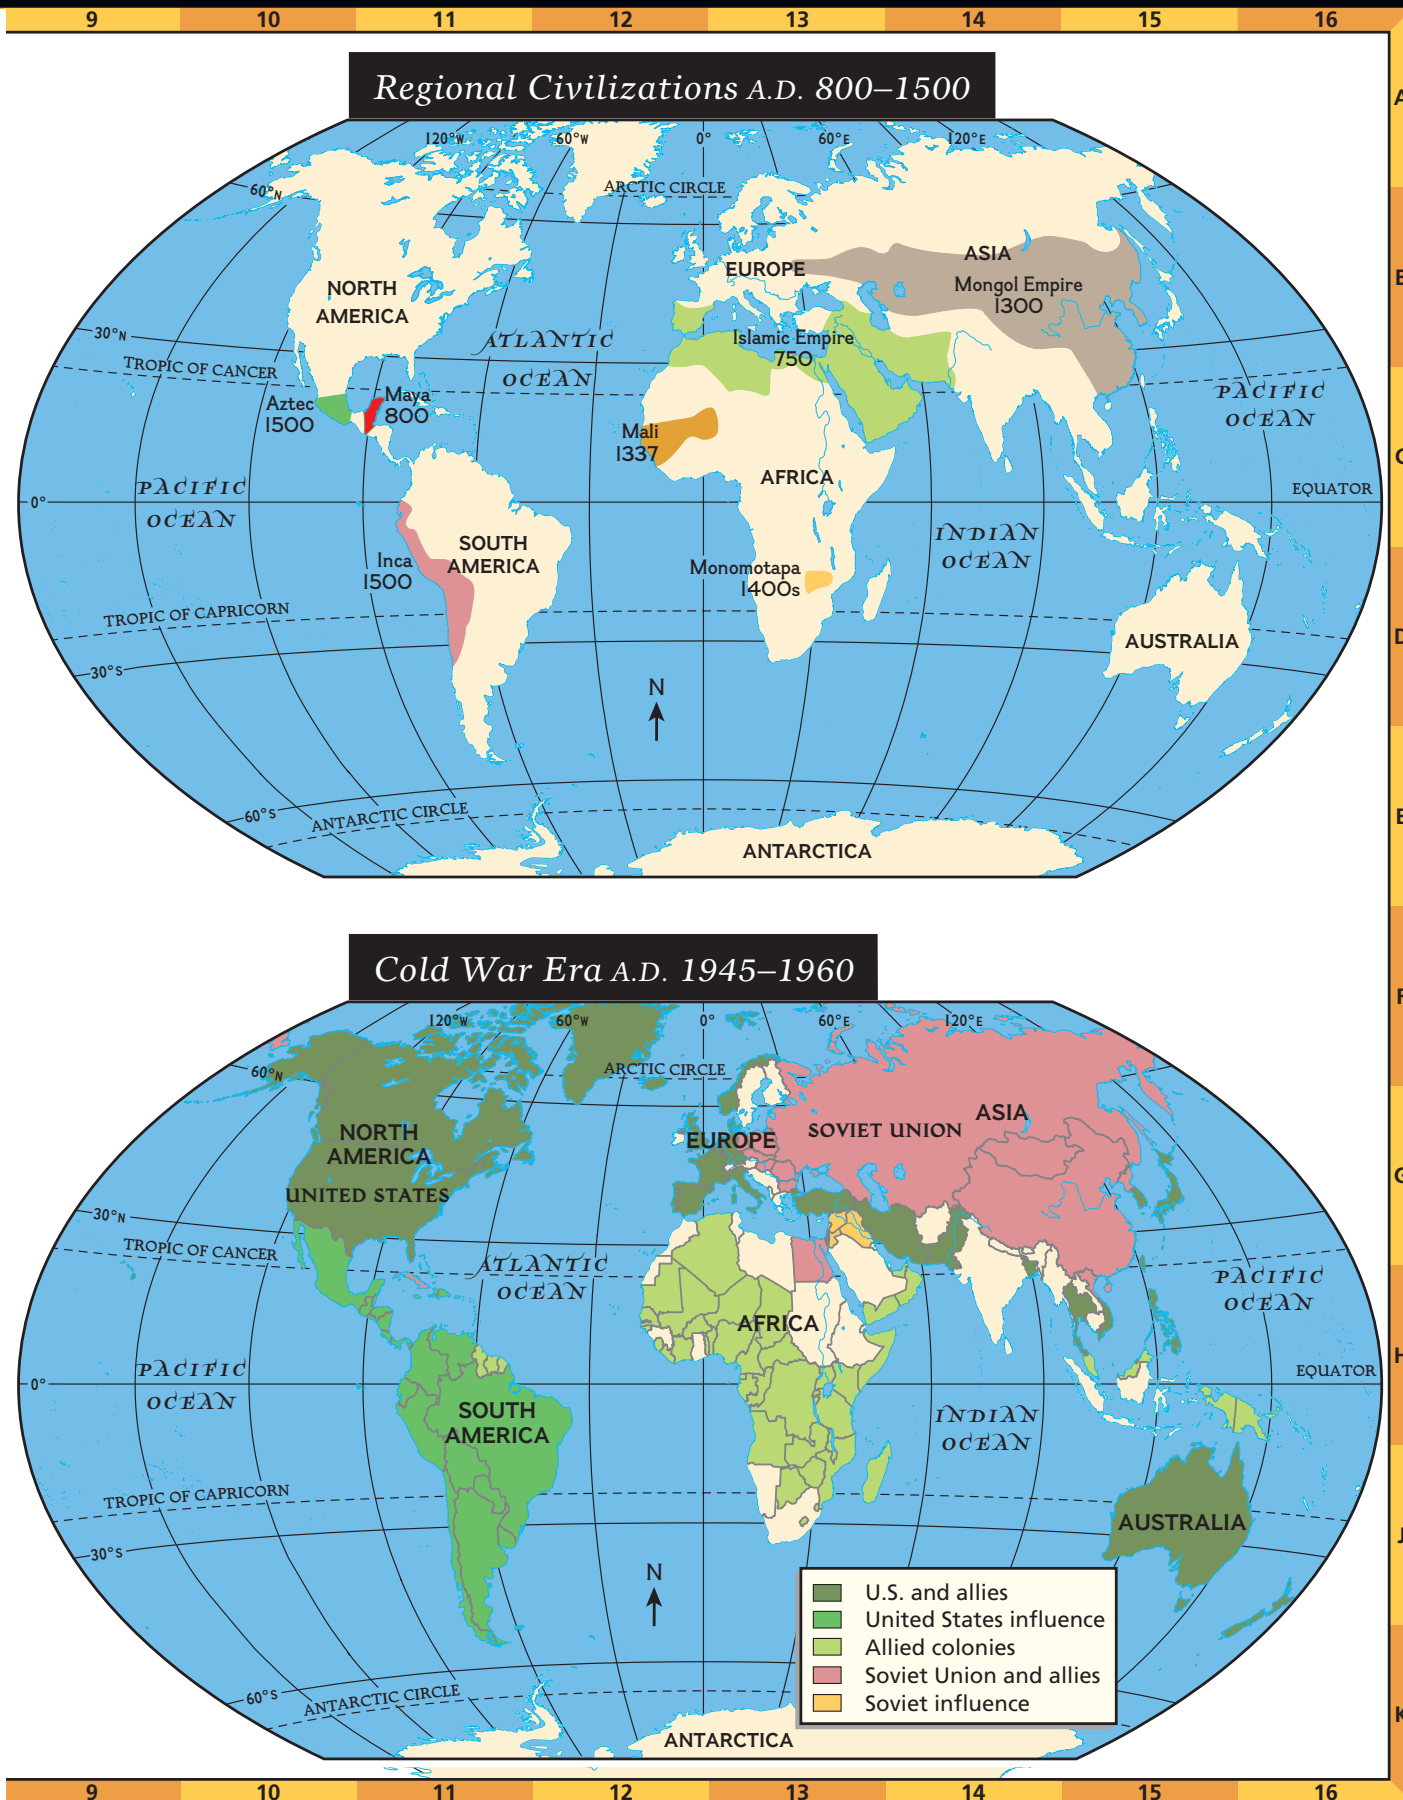 9 10 11 12 13 14 15 16
Regional Civilizations A.D. 800–1500
120°W 60°W 0° 60°E 120°E
A
ARCTIC CIRCLE
60°N
ASIA
EUROPE
Mongol Empire
1300
B
NORTH
AMERICA
30°N
ATLANTIC
OCEAN
Islamic Empire
750
TROPIC OF CANCER
Aztec
1500
Maya
800
PACIFIC
OCEAN
Mali
1337
C
AFRICA
PACIFIC
OCEAN
0°
EQUATOR
INDIAN
OCEAN
SOUTH
AMERICA
Inca
1500
Monomotapa
1400s
TROPIC OF CAPRICORN
AUSTRALIA
D
30°S
N
60°S
ANTARCTIC CIRCLE
E
ANTARCTICA
Cold War Era A.D. 1945–1960
F
120°W 60°W 0° 60°E 120°E
ARCTIC CIRCLE
60°N
ASIA
SOVIET UNION
EUROPE
NORTH
AMERICA
UNITED STATES
G
30°N
TROPIC OF CANCER
ATLANTIC
OCEAN
PACIFIC
OCEAN
AFRICA
H
PACIFIC
OCEAN
0°
EQUATOR
SOUTH
AMERICA
INDIAN
OCEAN
TROPIC OF CAPRICORN
AUSTRALIA
J
30°S
N
U.S. and allies
United States influence
Allied colonies
Soviet Union and allies
Soviet influence
60°S
ANTARCTIC CIRCLE
K
ANTARCTICA
9 10 11 12 13 14 15 16